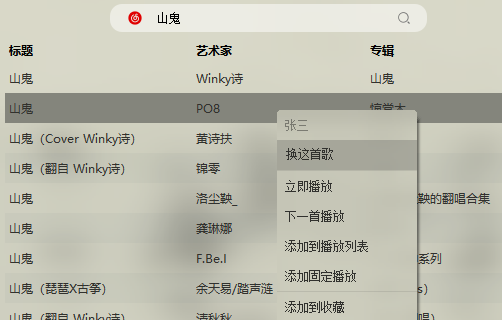 山鬼
标题 艺术家 专辑
山鬼 Winky诗 山鬼
山鬼 PO8
张三
山鬼（Cover Winky诗） 黄诗扶
换这首歌
山鬼（翻自 Winky诗） 锦零
立即播放
山鬼 洛尘鞅_ 鞅的翻唱合集
下一首播放
山鬼 龚琳娜
添加到播放列表
山鬼 F.Be.I 系列
添加固定播放
山鬼（琵琶X古筝） 余天易/踏声涟 s）
添加到收藏
山鬼（翻自 Winky诗） 清秋秋 唱）